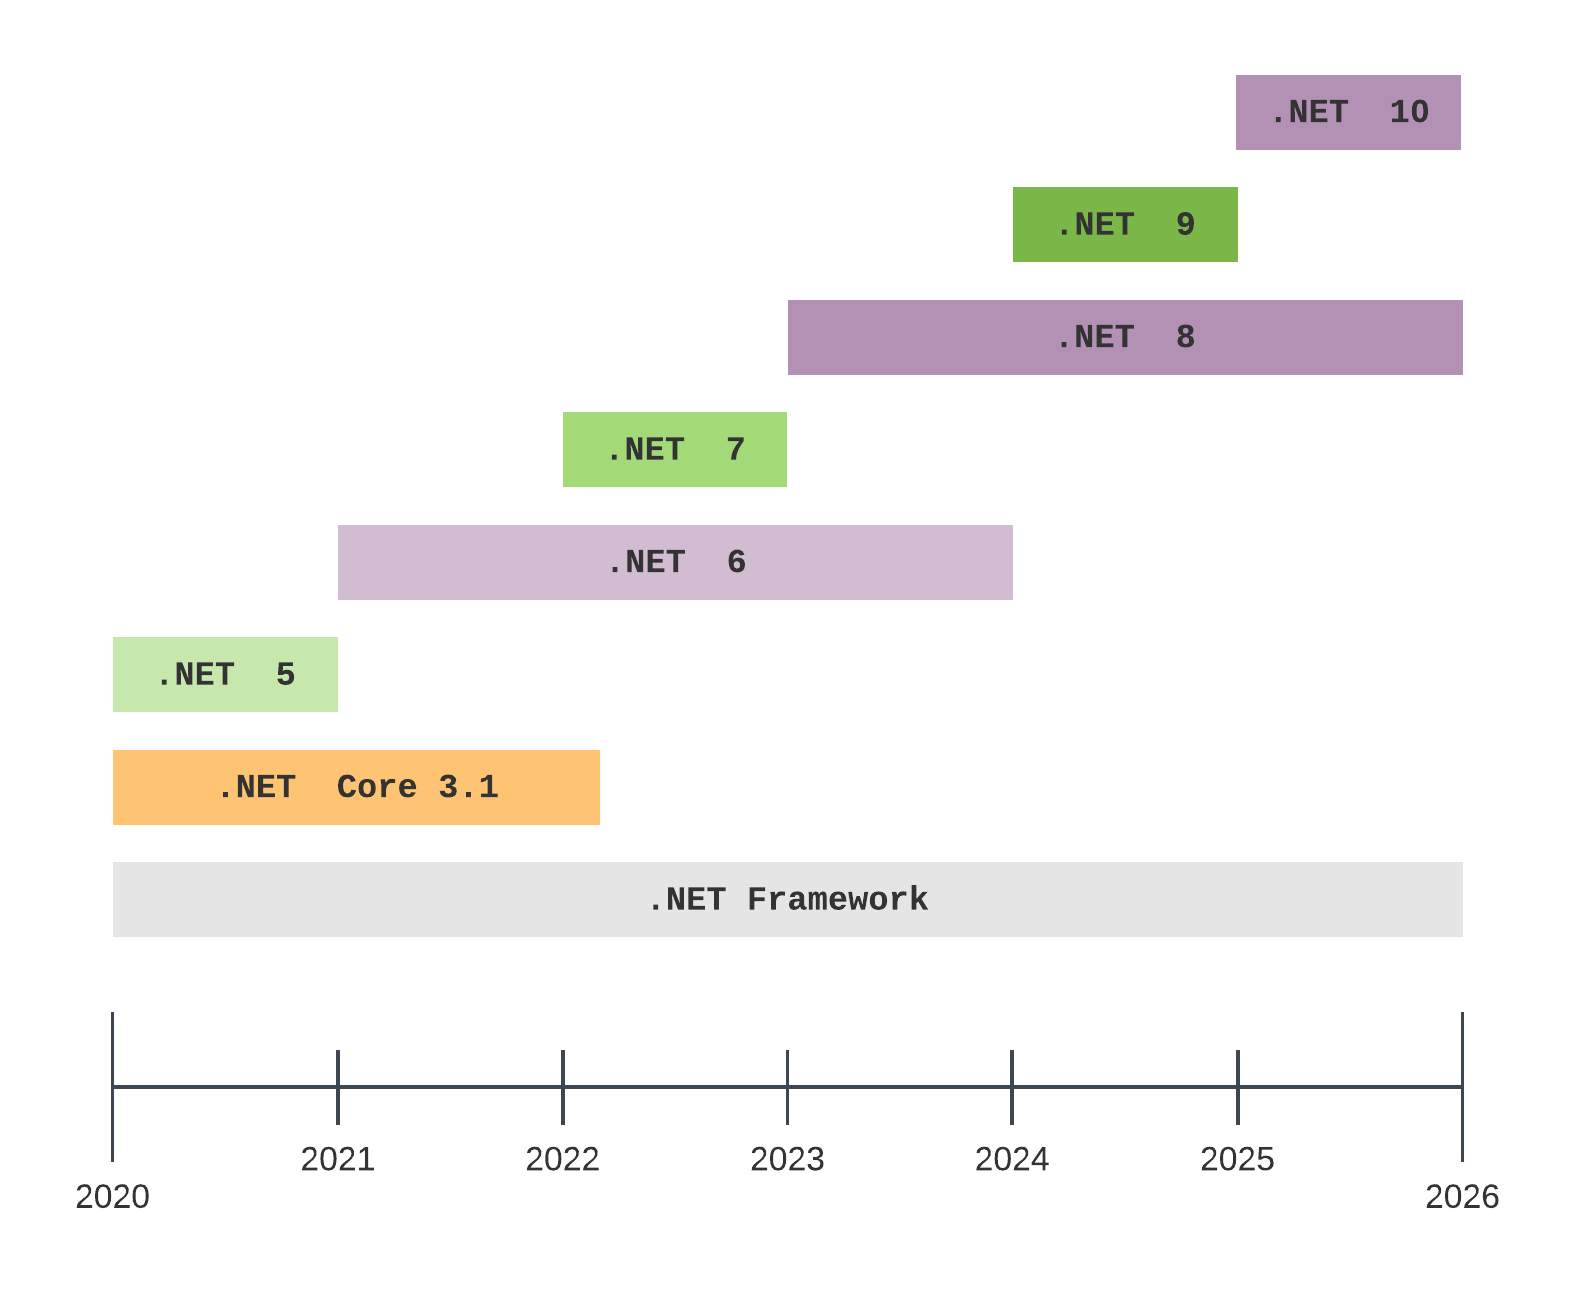 .NET  10
.NET  9
.NET  8
.NET  7
.NET  6
.NET  5
.NET  Core 3.1
.NET Framework
2021 2022 2023 2024 2025
2020 2026